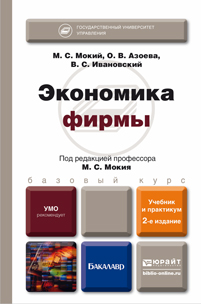 ГОСУДАРСТВЕННЫЙ УНИВЕРСИТЕТ
УПРАВЛЕНИЯ
М. С. Мокий, О. В. Азоева,
В. С. Ивановский
Экономика
фирмы
Под редакцией профессора
М. С. Мокия
базовый курс
УМО
рекомендует
Учебник
и практикум
2-е издание
БАКАЛАВР
юрайт
biblio-online.ru